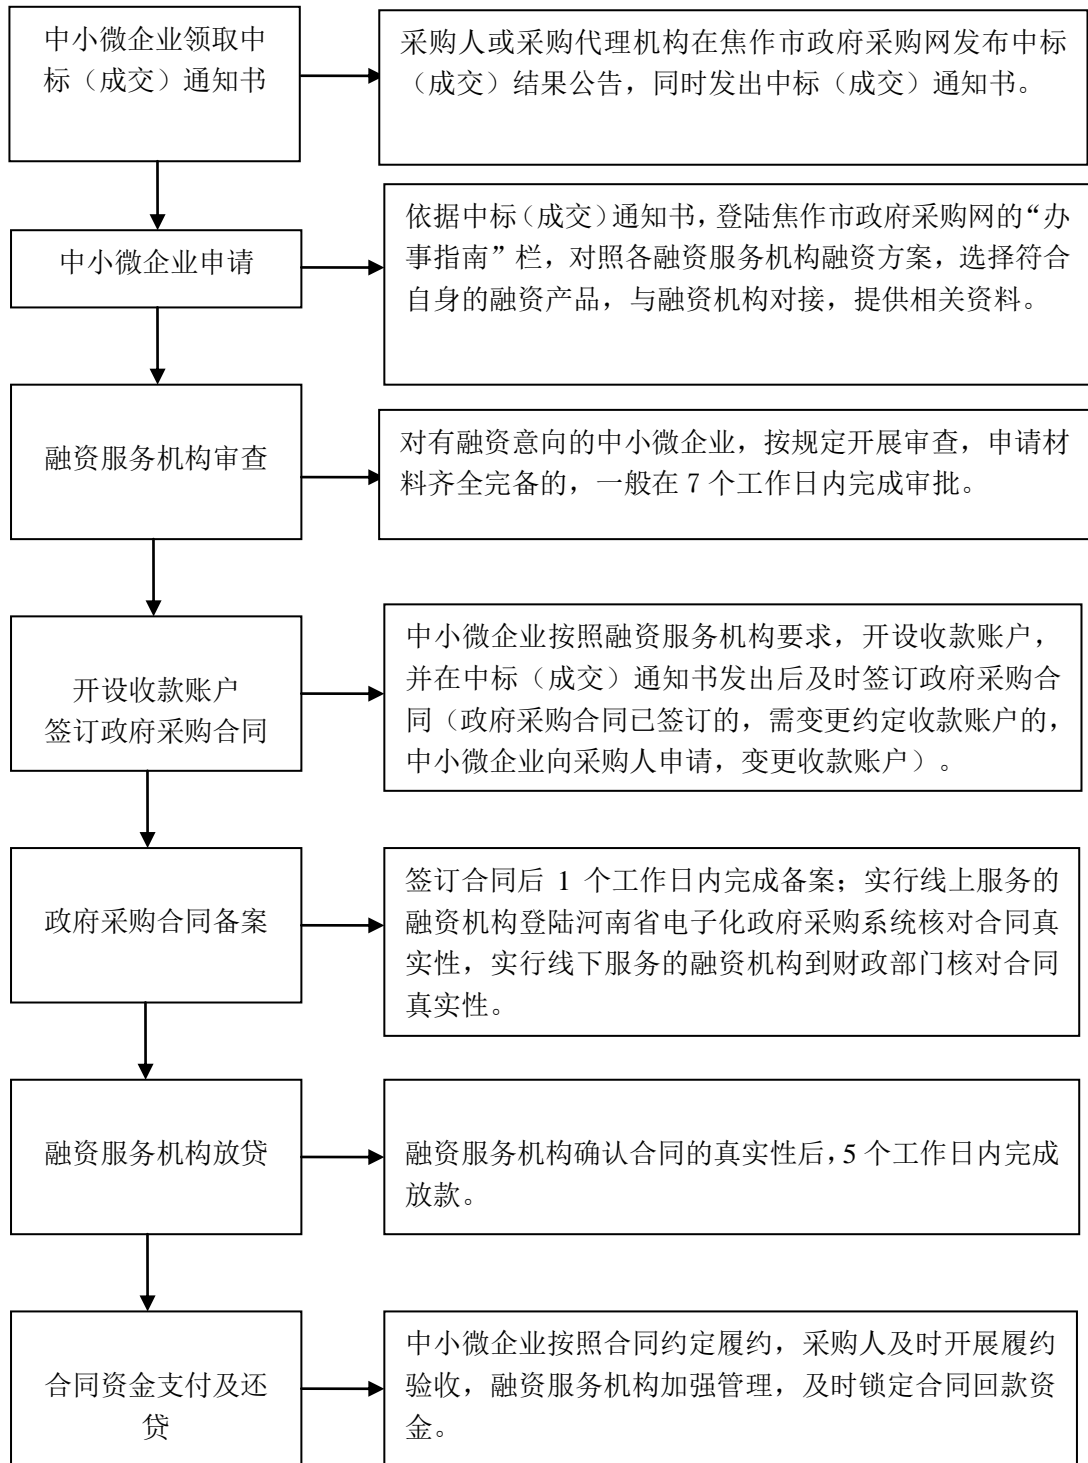 中小微企业领取中
标（成交）通知书
采购人或采购代理机构在焦作市政府采购网发布中标
（成交）结果公告，同时发出中标（成交）通知书。
中小微企业申请
依据中标（成交）通知书，登陆焦作市政府采购网的“办
事指南”栏，对照各融资服务机构融资方案，选择符合
自身的融资产品，与融资机构对接，提供相关资料。
融资服务机构审查
对有融资意向的中小微企业，按规定开展审查，申请材
料齐全完备的，一般在 7 个工作日内完成审批。
开设收款账户
签订政府采购合同
中小微企业按照融资服务机构要求，开设收款账户，
并在中标（成交）通知书发出后及时签订政府采购合
同（政府采购合同已签订的，需变更约定收款账户的，
中小微企业向采购人申请，变更收款账户）。
政府采购合同备案
签订合同后 1 个工作日内完成备案；实行线上服务的
融资机构登陆河南省电子化政府采购系统核对合同真
实性，实行线下服务的融资机构到财政部门核对合同
真实性。
融资服务机构放贷
融资服务机构确认合同的真实性后，5 个工作日内完成
放款。
合同资金支付及还
贷
中小微企业按照合同约定履约，采购人及时开展履约
验收，融资服务机构加强管理，及时锁定合同回款资
金。